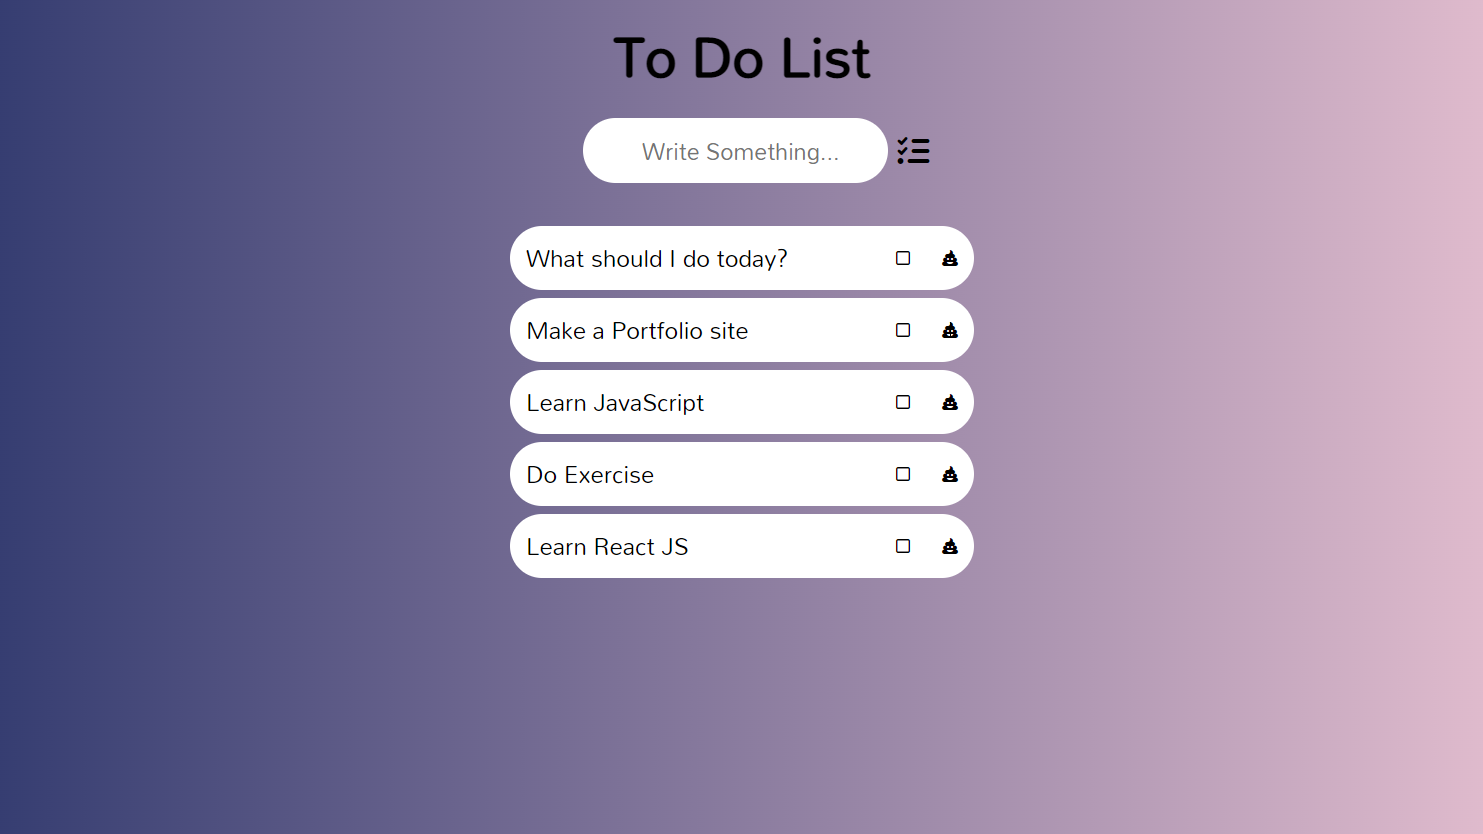 To Do List
Write Something...
What should I do today?
Make a Portfolio site
Learn JavaScript
Do Exercise
Learn React JS